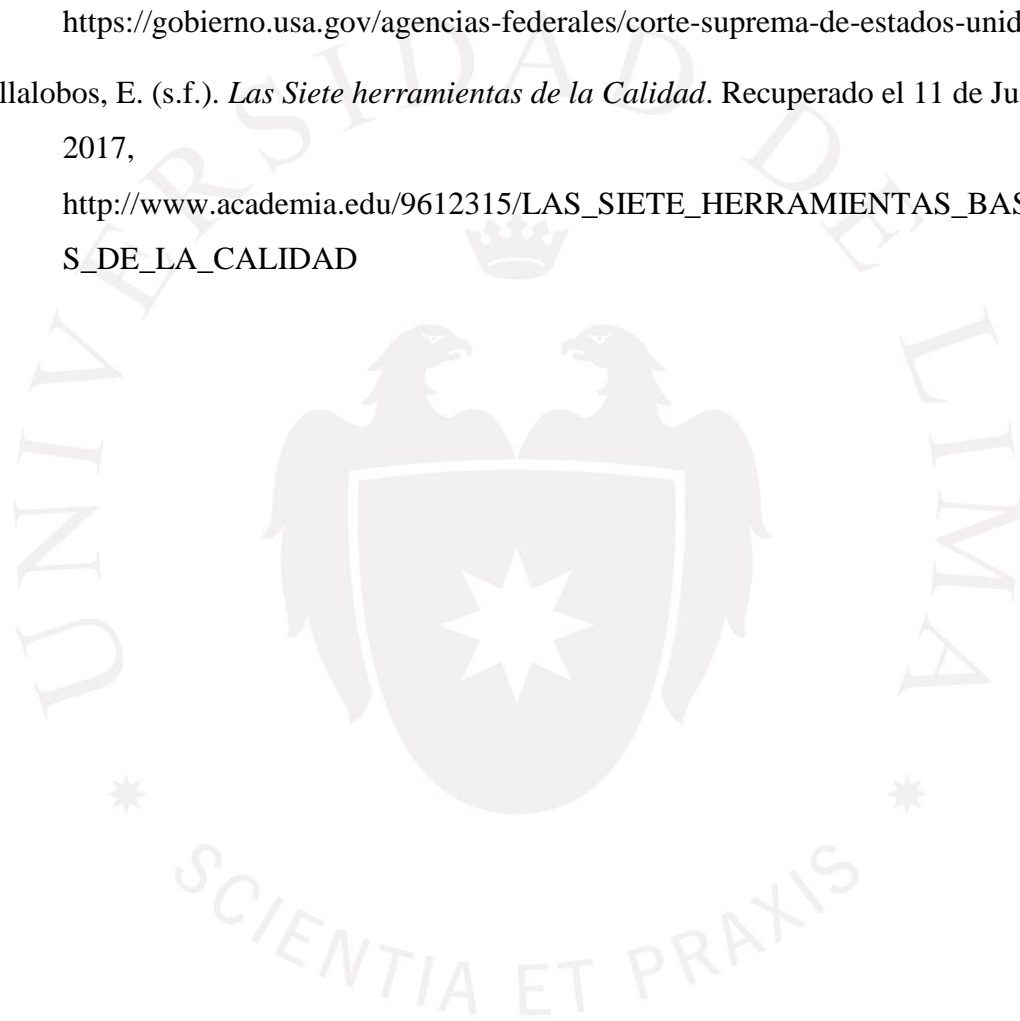 https://gobierno.usa.gov/agencias-federales/corte-suprema-de-estados-unid
llalobos, E. (s.f.). Las Siete herramientas de la Calidad. Recuperado el 11 de Ju
2017,
http://www.academia.edu/9612315/LAS_SIETE_HERRAMIENTAS_BAS
S_DE_LA_CALIDAD
UNIVERSIDAD DE LIMA
SCIENTIA ET PRAXIS